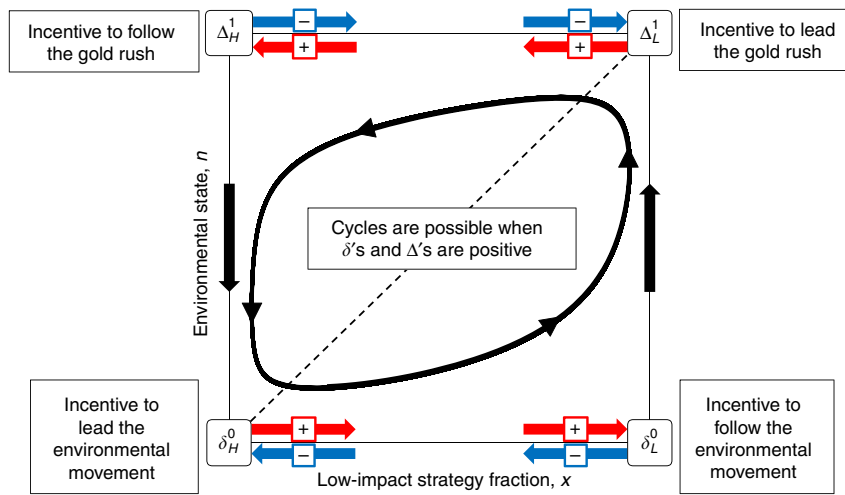 Incentive to follow
the gold rush
Δ¹H
−
+
−
+
Δ¹L
Incentive to lead
the gold rush
Environmental state, n
Cycles are possible when
δ's and Δ's are positive
Incentive to
lead the
environmental
movement
δ⁰H
+
−
+
−
δ⁰L
Incentive to
follow the
environmental
movement
Low-impact strategy fraction, x